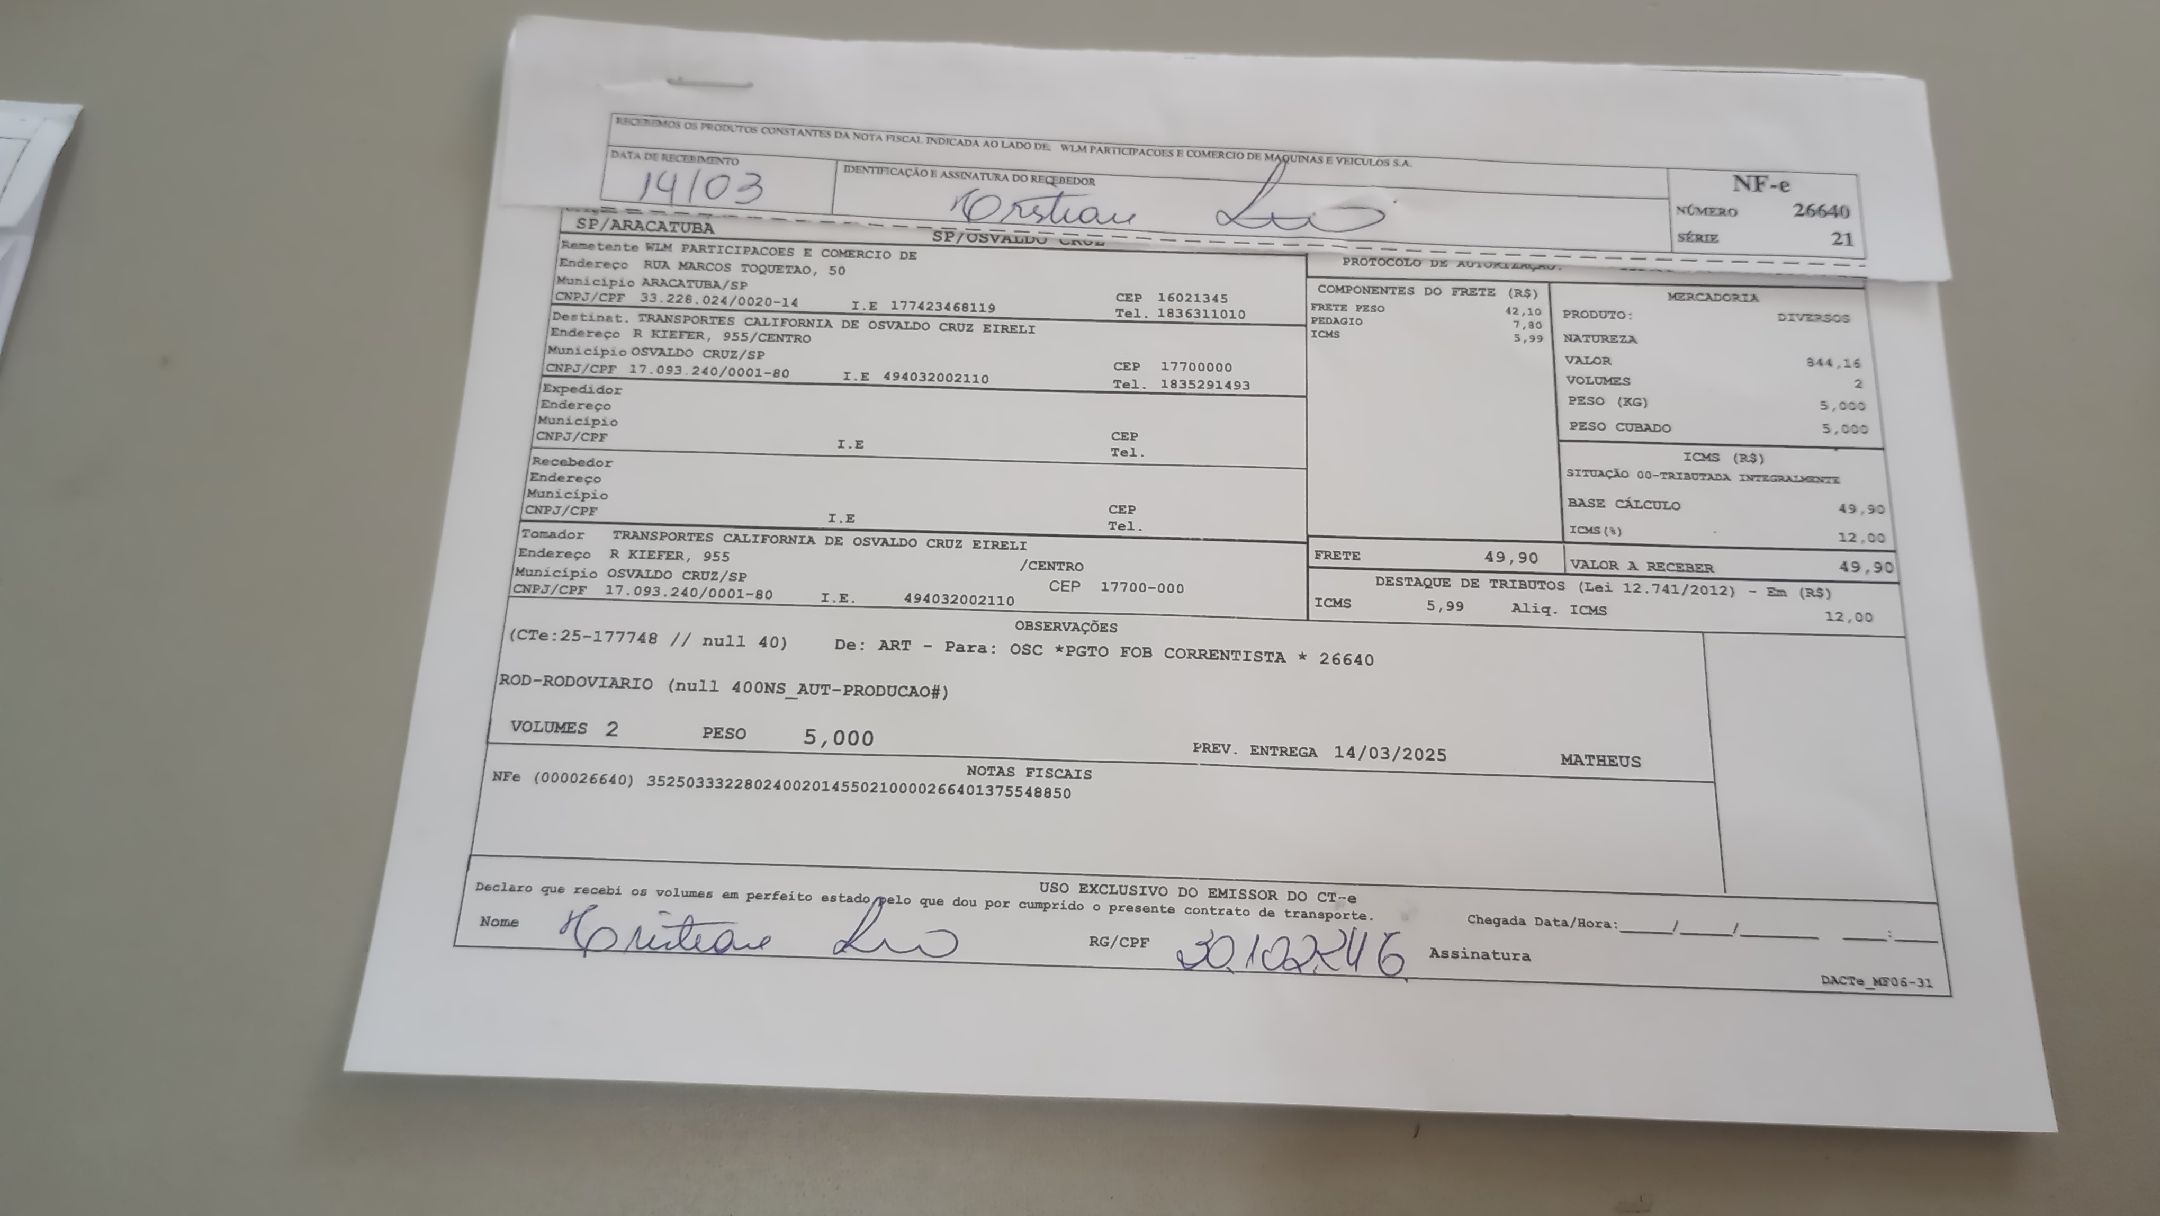 RECEBEMOS OS PRODUTOS CONSTANTES DA NOTA FISCAL INDICADA AO LADO DE: WLM PARTICIPACOES E COMERCIO DE MAQUINAS E VEICULOS S.A.
DATA DE RECEBIMENTO IDENTIFICAÇÃO E ASSINATURA DO RECEBEDOR
14/03 Kristian
NF-e
NÚMERO 26640
SÉRIE 21
SP/ARACATUBA SP/OSVALDO CRUZ
Remetente WLM PARTICIPACOES E COMERCIO DE
Endereço RUA MARCOS TOQUETAO, 50
Município ARACATUBA/SP CEP 16021345
CNPJ/CPF 33.228.024/0020-14 I.E 177423468119 Tel. 1836311010
Destinat. TRANSPORTES CALIFORNIA DE OSVALDO CRUZ EIRELI
Endereço R KIEFER, 955/CENTRO
Município OSVALDO CRUZ/SP CEP 17700000
CNPJ/CPF 17.093.240/0001-80 I.E 494032002110 Tel. 1835291493
Expedidor
Endereço
Município CEP
CNPJ/CPF I.E Tel.
Recebedor
Endereço
Município CEP
CNPJ/CPF I.E Tel.
Tomador TRANSPORTES CALIFORNIA DE OSVALDO CRUZ EIRELI
Endereço R KIEFER, 955 /CENTRO
Município OSVALDO CRUZ/SP CEP 17700-000
CNPJ/CPF 17.093.240/0001-80 I.E. 494032002110
PROTOCOLO DE AUTORIZAÇÃO:
COMPONENTES DO FRETE (R$)
FRETE PESO 42,10
PEDAGIO 7,80
ICMS 5,99
MERCADORIA
PRODUTO: DIVERSOS
NATUREZA
VALOR 844,16
VOLUMES 2
PESO (KG) 5,000
PESO CUBADO 5,000
ICMS (R$)
SITUAÇÃO 00-TRIBUTADA INTEGRALMENTE
BASE CÁLCULO 49,90
ICMS(%) 12,00
FRETE 49,90 VALOR A RECEBER 49,90
DESTAQUE DE TRIBUTOS (Lei 12.741/2012) - Em (R$)
ICMS 5,99 Aliq. ICMS 12,00
OBSERVAÇÕES
(CTe:25-177748 // null 40) De: ART - Para: OSC *PGTO FOB CORRENTISTA * 26640
ROD-RODOVIARIO (null 400NS_AUT-PRODUCAO#)
VOLUMES 2 PESO 5,000 PREV. ENTREGA 14/03/2025 MATHEUS
NOTAS FISCAIS
NFe (000026640) 35250333228024002014550210000266401375548850
USO EXCLUSIVO DO EMISSOR DO CT-e
Declaro que recebi os volumes em perfeito estado pelo que dou por cumprido o presente contrato de transporte. Chegada Data/Hora:____/____/______ ____:____
Nome RG/CPF Assinatura
DACTe_MF06-31